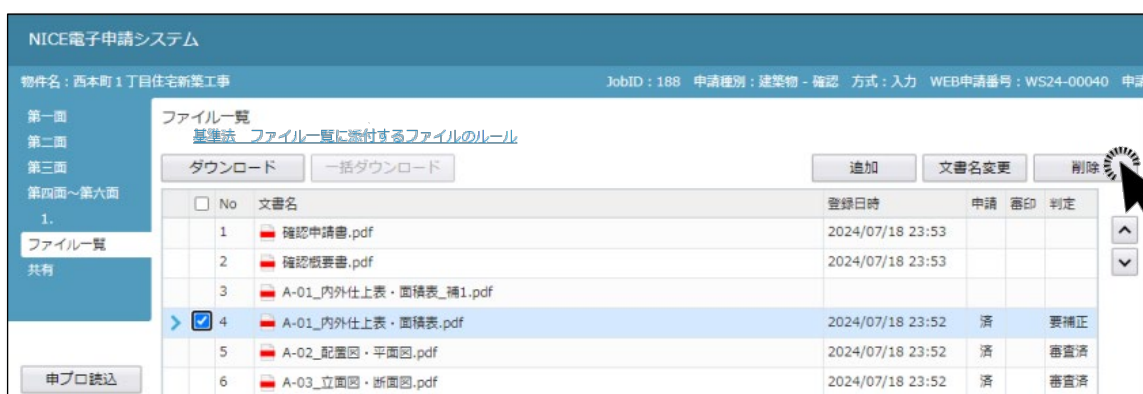 NICE電子申請システム
物件名：西本町１丁目住宅新築工事 JobID：188 申請種別：建築物 - 確認 方式：入力 WEB申請番号：WS24-00040
第一面
第二面
第三面
第四面～第六面
1.
ファイル一覧
共有
申プロ読込
ファイル一覧
基準法 ファイル一覧に添付するファイルのルール
ダウンロード 一括ダウンロード 追加 文書名変更 削除
No 文書名 登録日時 申請 審印 判定
1 確認申請書.pdf 2024/07/18 23:53
2 確認概要書.pdf 2024/07/18 23:53
3 A-01_内外仕上表・面積表_補1.pdf
4 A-01_内外仕上表・面積表.pdf 2024/07/18 23:52 済 要補正
5 A-02_配置図・平面図.pdf 2024/07/18 23:52 済 審査済
6 A-03_立面図・断面図.pdf 2024/07/18 23:52 済 審査済